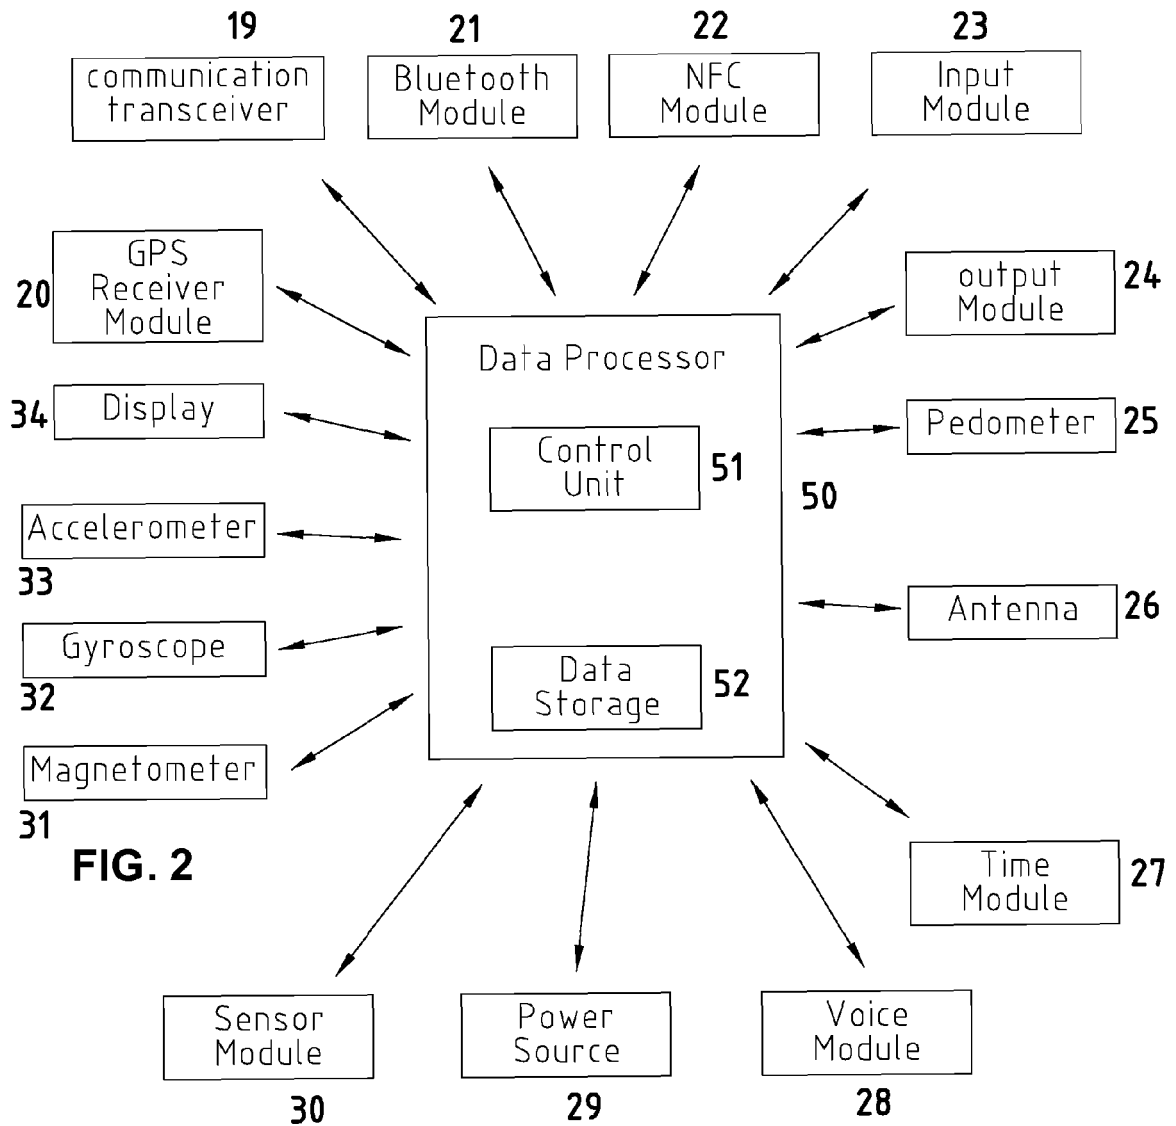 19
21
22
23
communication
transceiver
Bluetooth
Module
NFC
Module
Input
Module
20
GPS
Receiver
Module
output
Module
24
Data Processor
34
Display
Pedometer
25
Control
Unit
51
50
Accelerometer
33
Antenna
26
Gyroscope
32
Data
Storage
52
Magnetometer
31
FIG. 2
Time
Module
27
Sensor
Module
30
Power
Source
29
Voice
Module
28